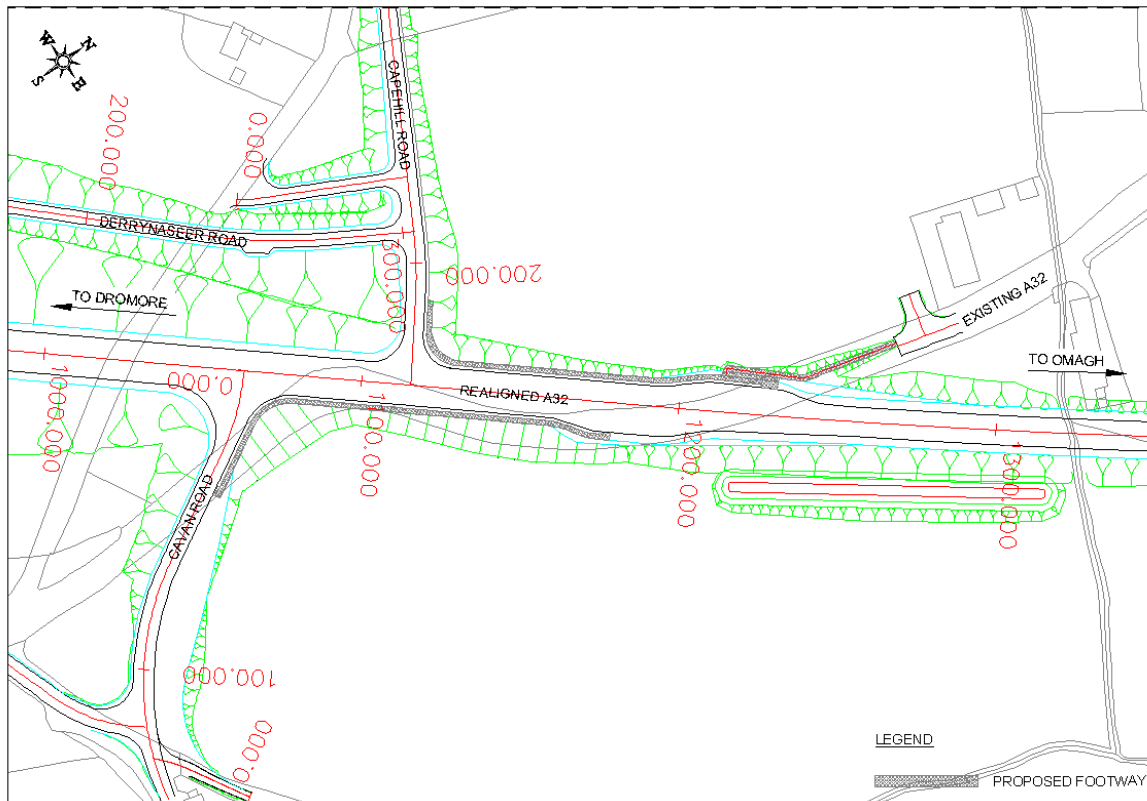 W
N
S
E
CAPEHILL ROAD
200.000
0.000
DERRYNASEER ROAD
300.000
200.000
TO DROMORE
EXISTING A32
TO OMAGH
REALIGNED A32
1000.000
0.000
1100.000
1200.000
1300.000
CAVAN ROAD
100.000
0.000
LEGEND
PROPOSED FOOTWAY